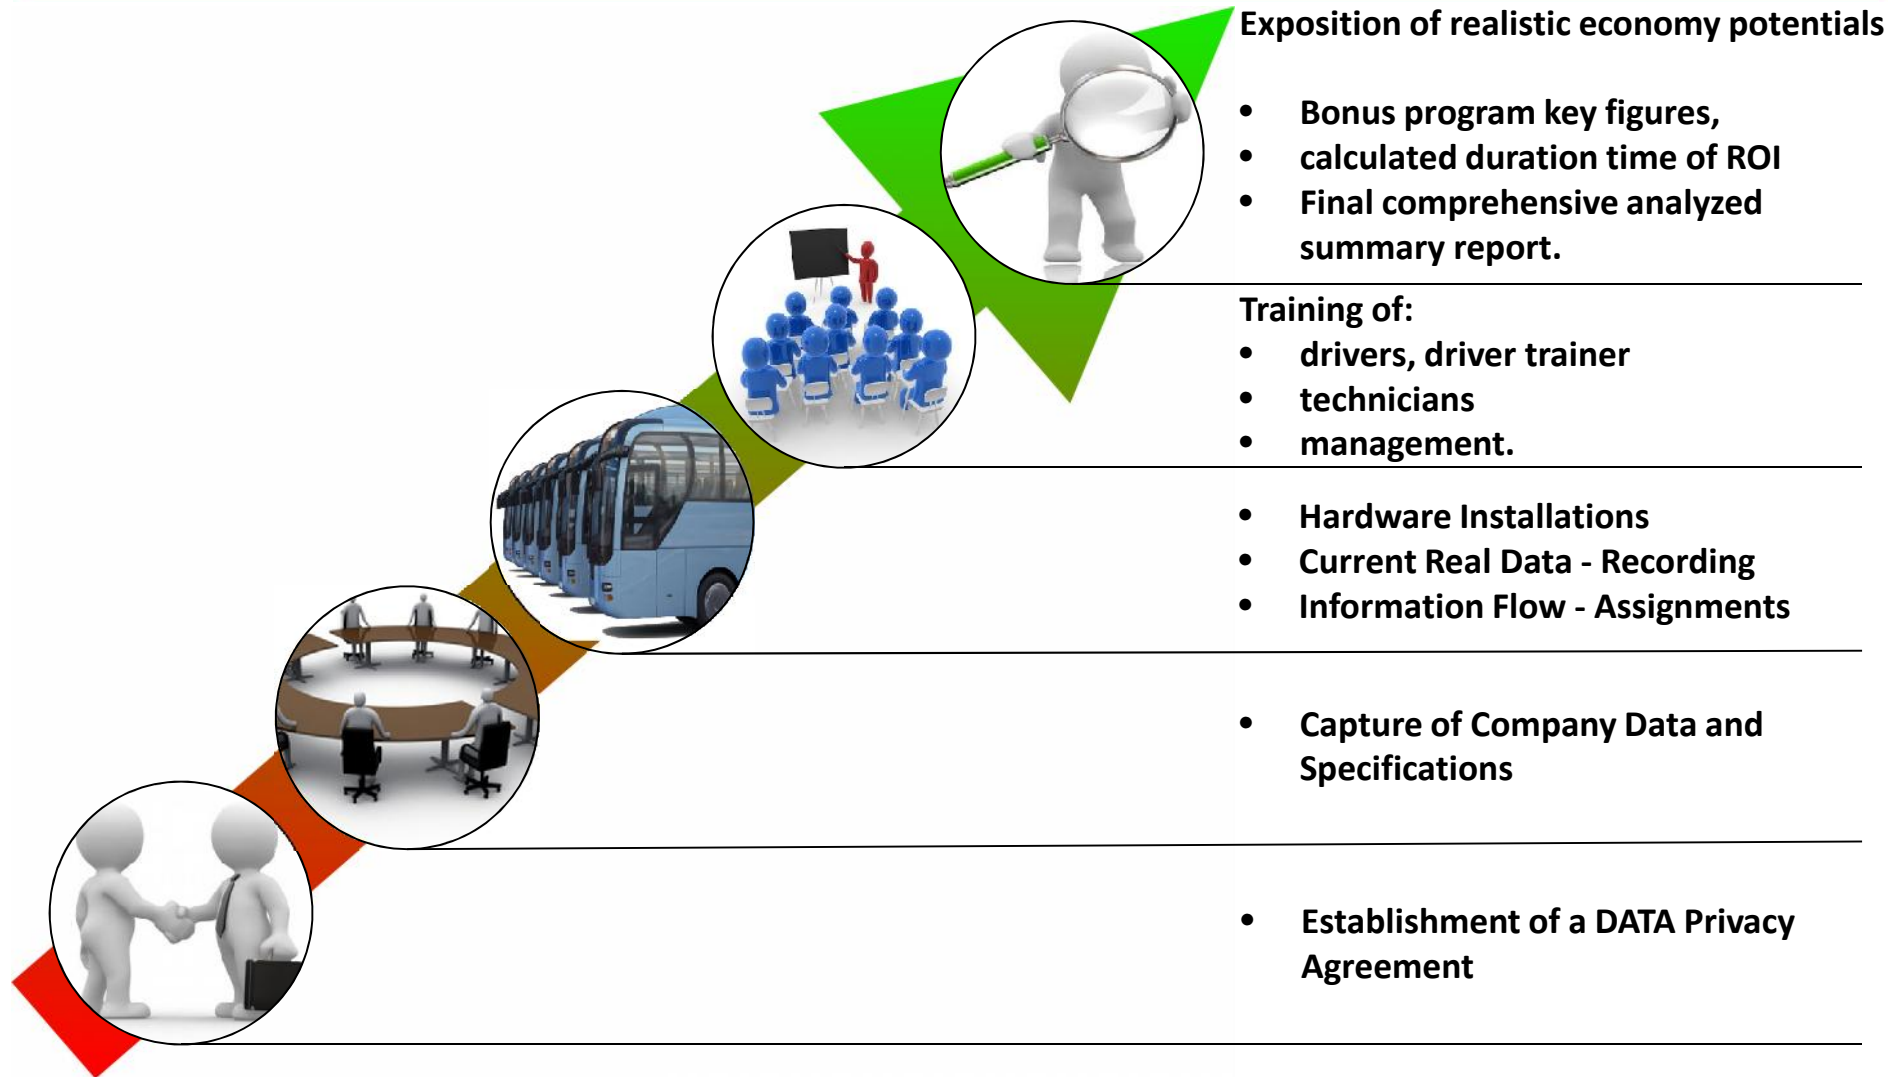 Exposition of realistic economy potentials
• Bonus program key figures,
• calculated duration time of ROI
• Final comprehensive analyzed
summary report.
Training of:
• drivers, driver trainer
• technicians
• management.
• Hardware Installations
• Current Real Data - Recording
• Information Flow - Assignments
• Capture of Company Data and
Specifications
• Establishment of a DATA Privacy
Agreement